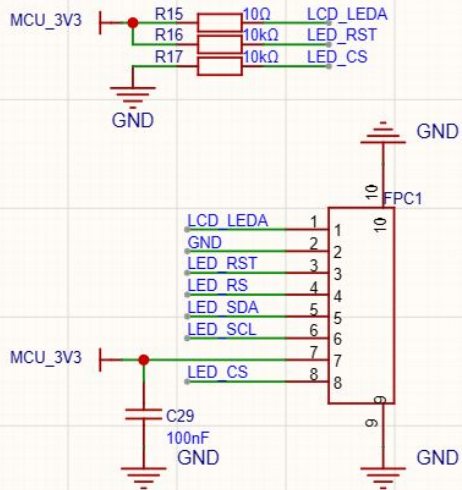 MCU_3V3
R15 10Ω LCD_LEDA
R16 10kΩ LED_RST
R17 10kΩ LED_CS
GND
GND
10
FPC1
10
LCD_LEDA 1 1
GND 2 2
LED_RST 3 3
LED_RS 4 4
LED_SDA 5 5
LED_SCL 6 6
MCU_3V3 7 7
LED_CS 8 8
9
9
C29
100nF
GND
GND